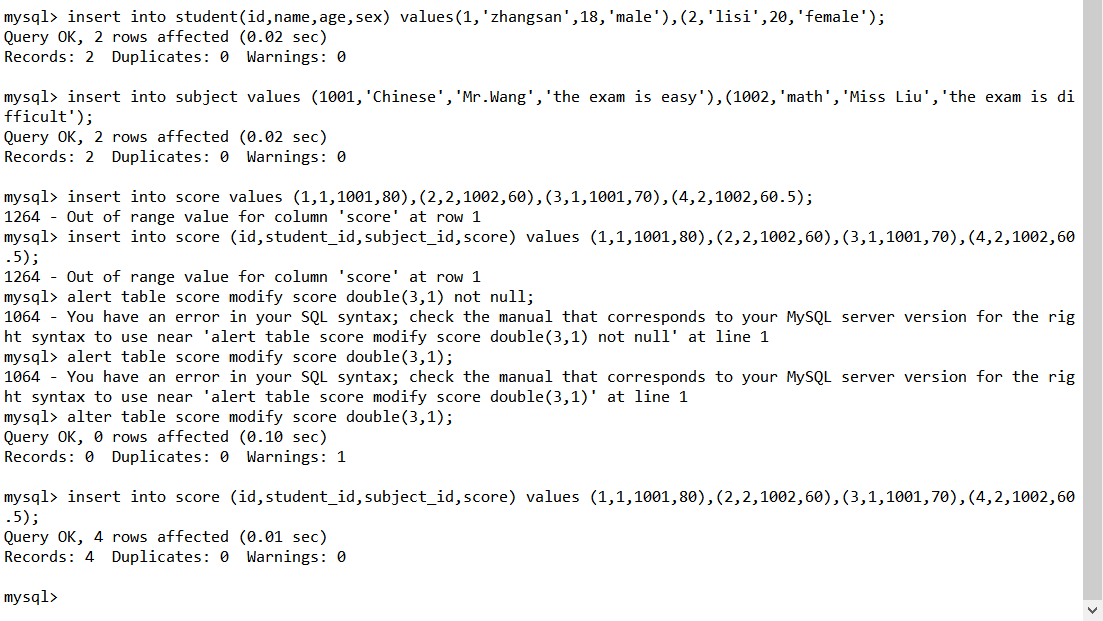 mysql> insert into student(id,name,age,sex) values(1,'zhangsan',18,'male'),(2,'lisi',20,'female');
Query OK, 2 rows affected (0.02 sec)
Records: 2  Duplicates: 0  Warnings: 0
mysql> insert into subject values (1001,'Chinese','Mr.Wang','the exam is easy'),(1002,'math','Miss Liu','the exam is di
fficult');
Query OK, 2 rows affected (0.02 sec)
Records: 2  Duplicates: 0  Warnings: 0
mysql> insert into score values (1,1,1001,80),(2,2,1002,60),(3,1,1001,70),(4,2,1002,60.5);
1264 - Out of range value for column 'score' at row 1
mysql> insert into score (id,student_id,subject_id,score) values (1,1,1001,80),(2,2,1002,60),(3,1,1001,70),(4,2,1002,60
.5);
1264 - Out of range value for column 'score' at row 1
mysql> alert table score modify score double(3,1) not null;
1064 - You have an error in your SQL syntax; check the manual that corresponds to your MySQL server version for the rig
ht syntax to use near 'alert table score modify score double(3,1) not null' at line 1
mysql> alert table score modify score double(3,1);
1064 - You have an error in your SQL syntax; check the manual that corresponds to your MySQL server version for the rig
ht syntax to use near 'alert table score modify score double(3,1)' at line 1
mysql> alter table score modify score double(3,1);
Query OK, 0 rows affected (0.10 sec)
Records: 0  Duplicates: 0  Warnings: 1
mysql> insert into score (id,student_id,subject_id,score) values (1,1,1001,80),(2,2,1002,60),(3,1,1001,70),(4,2,1002,60
.5);
Query OK, 4 rows affected (0.01 sec)
Records: 4  Duplicates: 0  Warnings: 0
mysql>